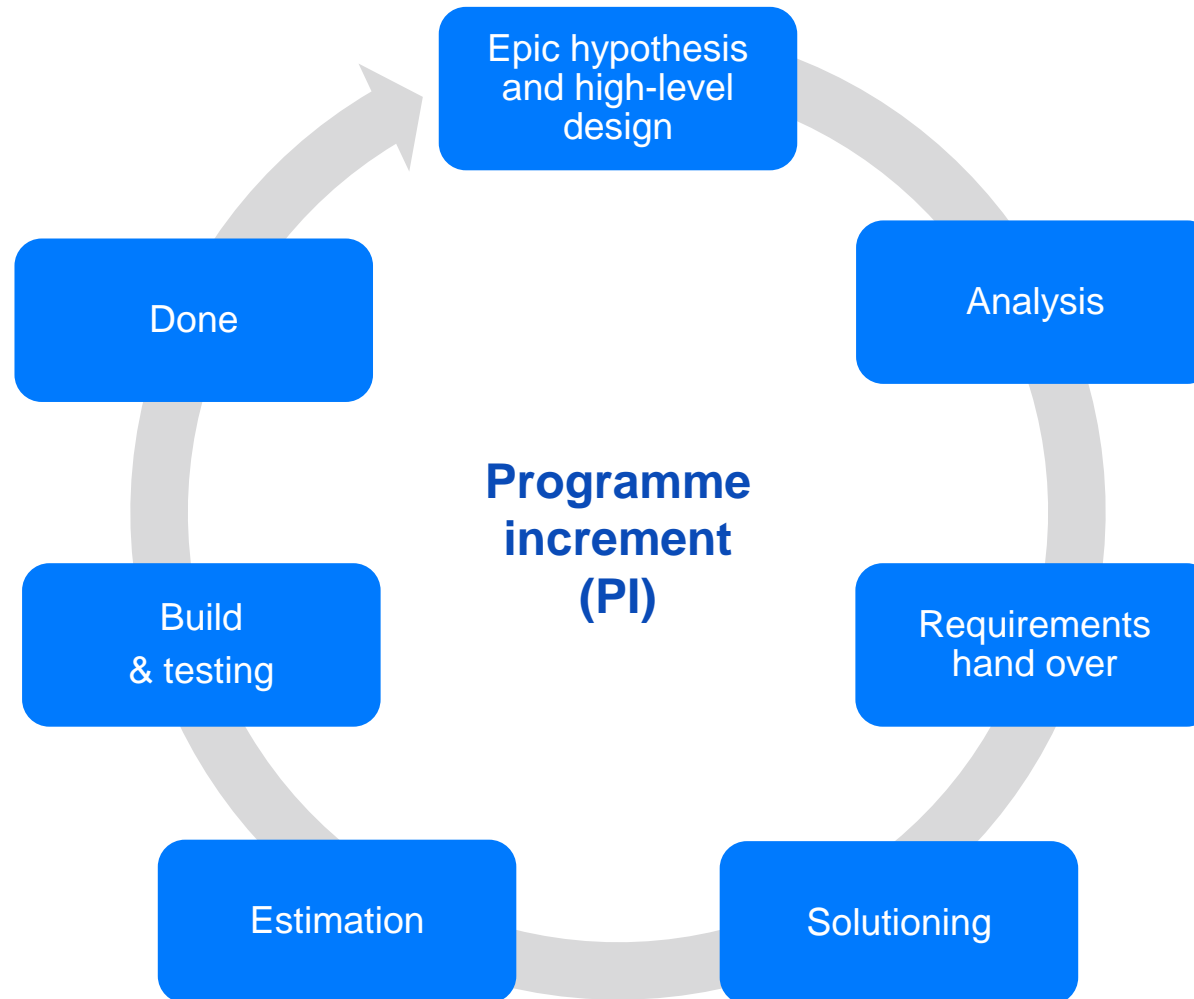 Epic hypothesis
and high-level
design
Analysis
Requirements
hand over
Solutioning
Estimation
Build
& testing
Done
Programme
increment
(PI)